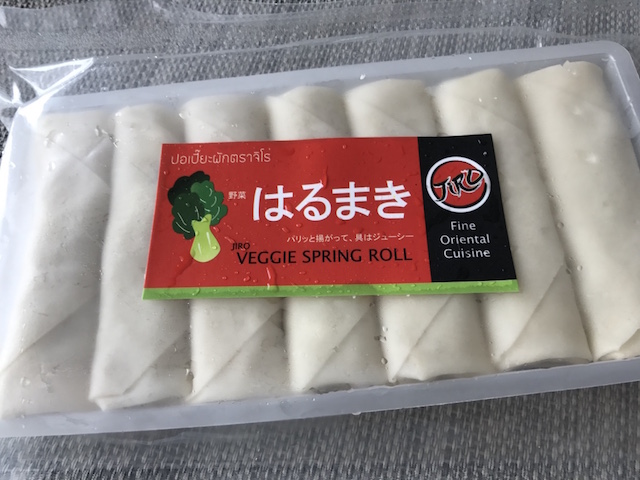 ปอเปี๊ยะผักตราจิโร่
野菜
はるまき
パリッと揚がって、具はジューシー
JIRO
VEGGIE SPRING ROLL
JIRO
Fine
Oriental
Cuisine